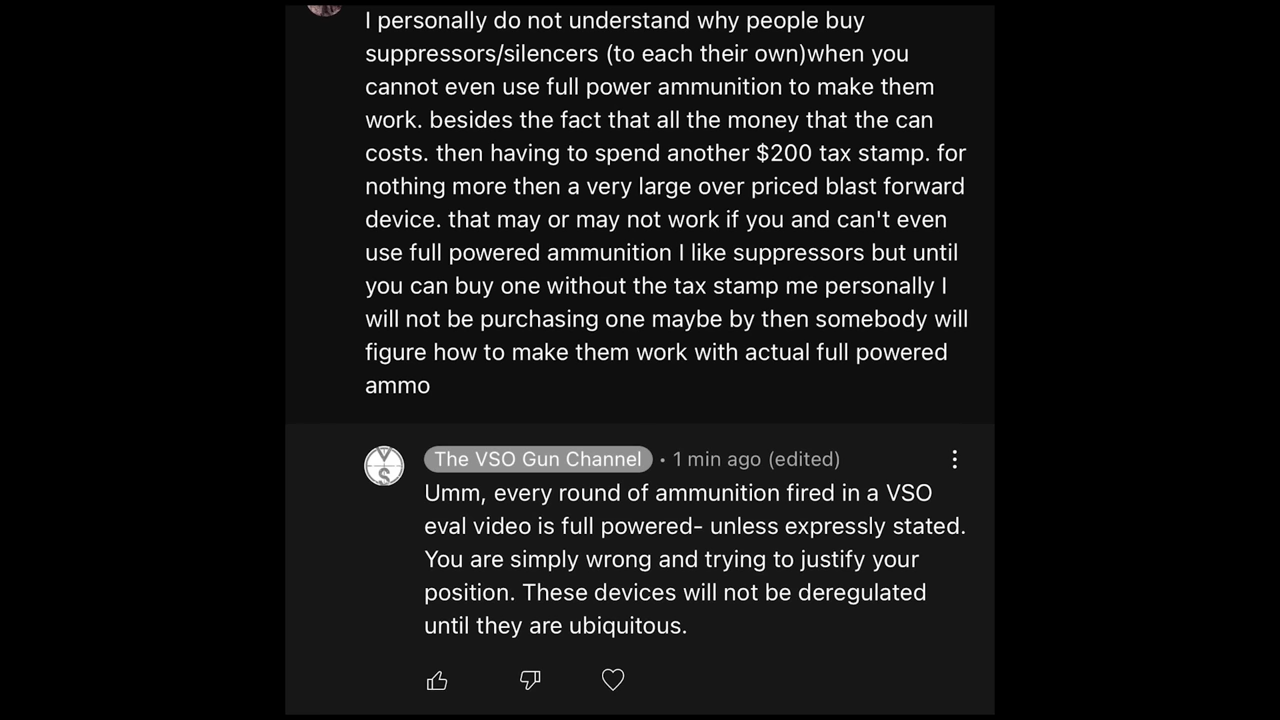 I personally do not understand why people buy
suppressors/silencers (to each their own)when you
cannot even use full power ammunition to make them
work. besides the fact that all the money that the can
costs. then having to spend another $200 tax stamp. for
nothing more then a very large over priced blast forward
device. that may or may not work if you and can't even
use full powered ammunition I like suppressors but until
you can buy one without the tax stamp me personally I
will not be purchasing one maybe by then somebody will
figure how to make them work with actual full powered
ammo
The VSO Gun Channel • 1 min ago (edited)
Umm, every round of ammunition fired in a VSO
eval video is full powered- unless expressly stated.
You are simply wrong and trying to justify your
position. These devices will not be deregulated
until they are ubiquitous.